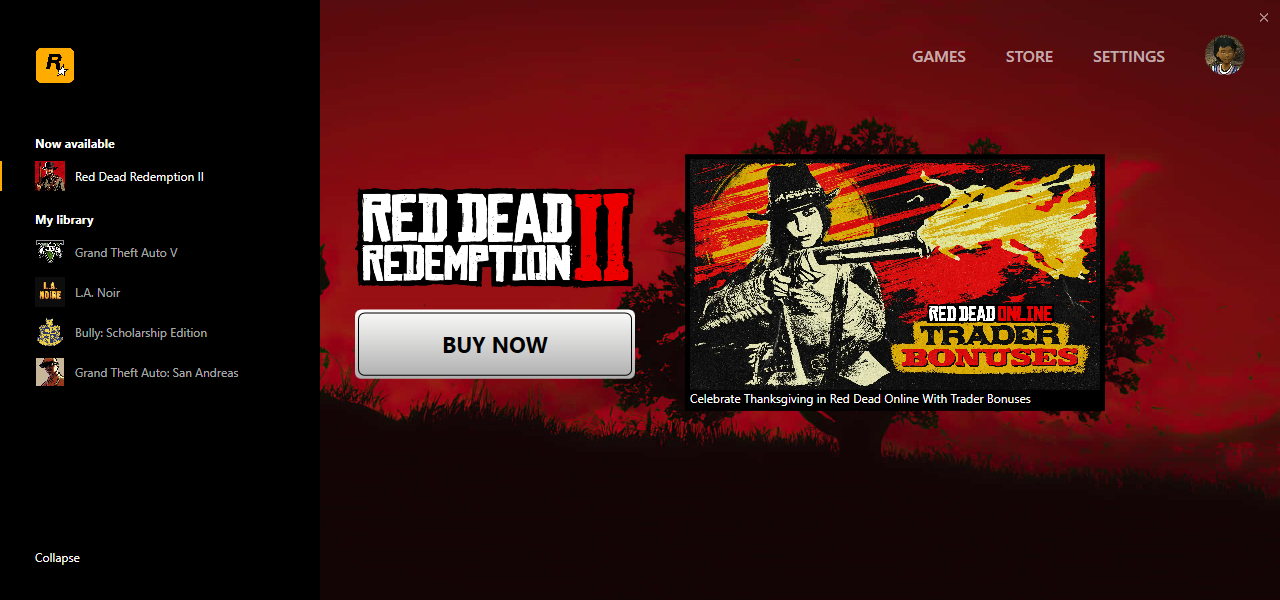 R
GAMES
STORE
SETTINGS
Now available
Red Dead Redemption II
My library
Grand Theft Auto V
L.A. NOIRE
L.A. Noir
Bully: Scholarship Edition
Grand Theft Auto: San Andreas
Collapse
RED DEAD
REDEMPTION II
BUY NOW
RED DEAD ONLINE
TRADER
BONUSES
Celebrate Thanksgiving in Red Dead Online With Trader Bonuses